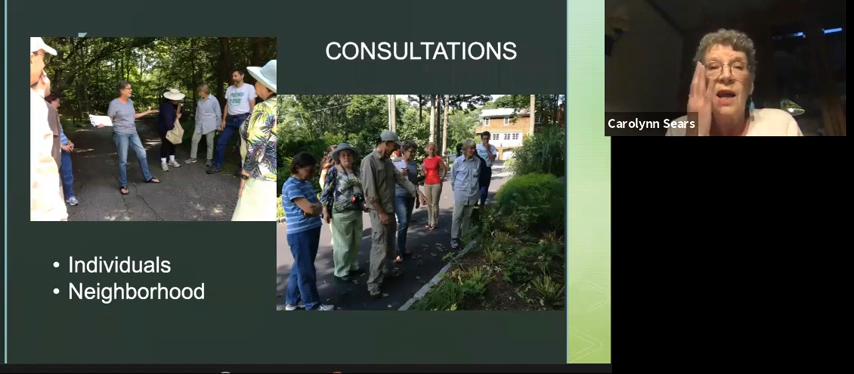 CONSULTATIONS
Carolynn Sears
• Individuals
• Neighborhood